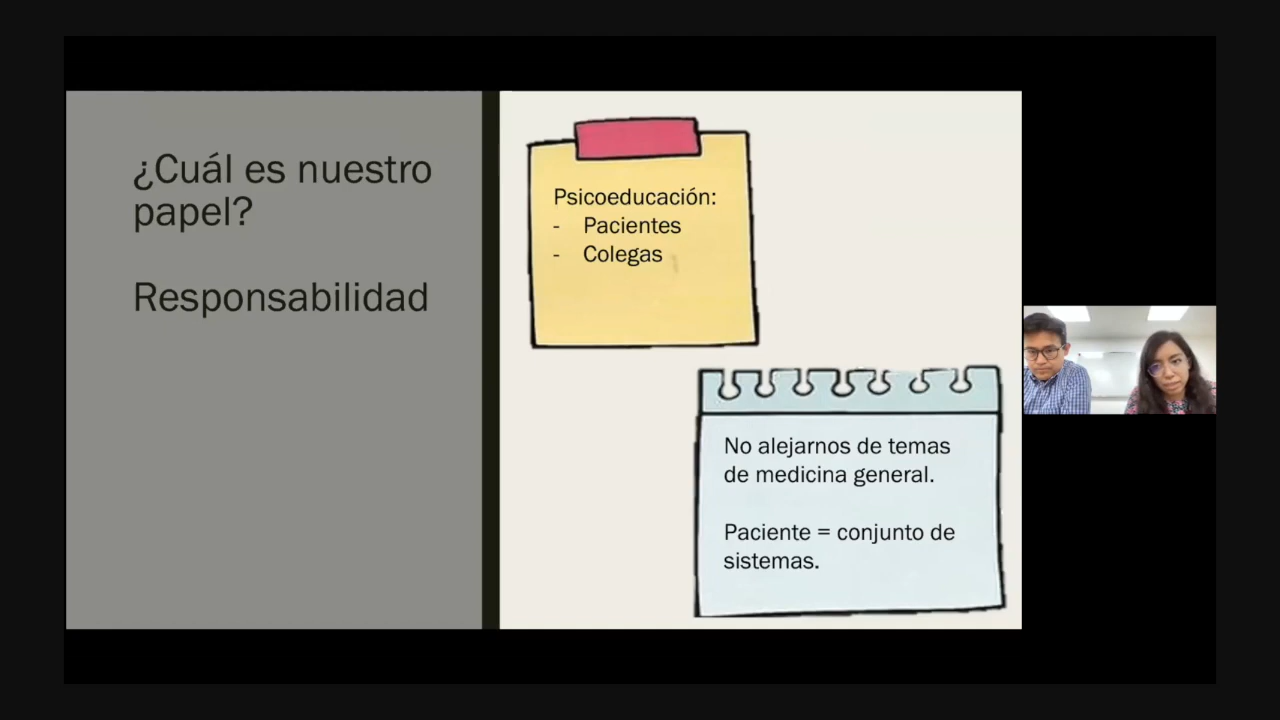 ¿Cuál es nuestro
papel?
Responsabilidad
Psicoeducación:
- Pacientes
- Colegas
No alejarnos de temas
de medicina general.
Paciente = conjunto de
sistemas.